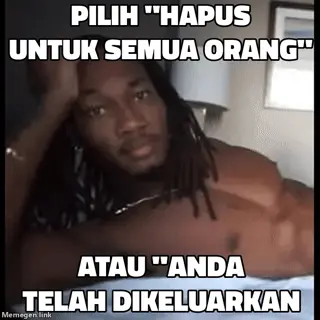 PILIH "HAPUS
UNTUK SEMUA ORANG"
ATAU "ANDA
TELAH DIKELUARKAN
Memegen.link